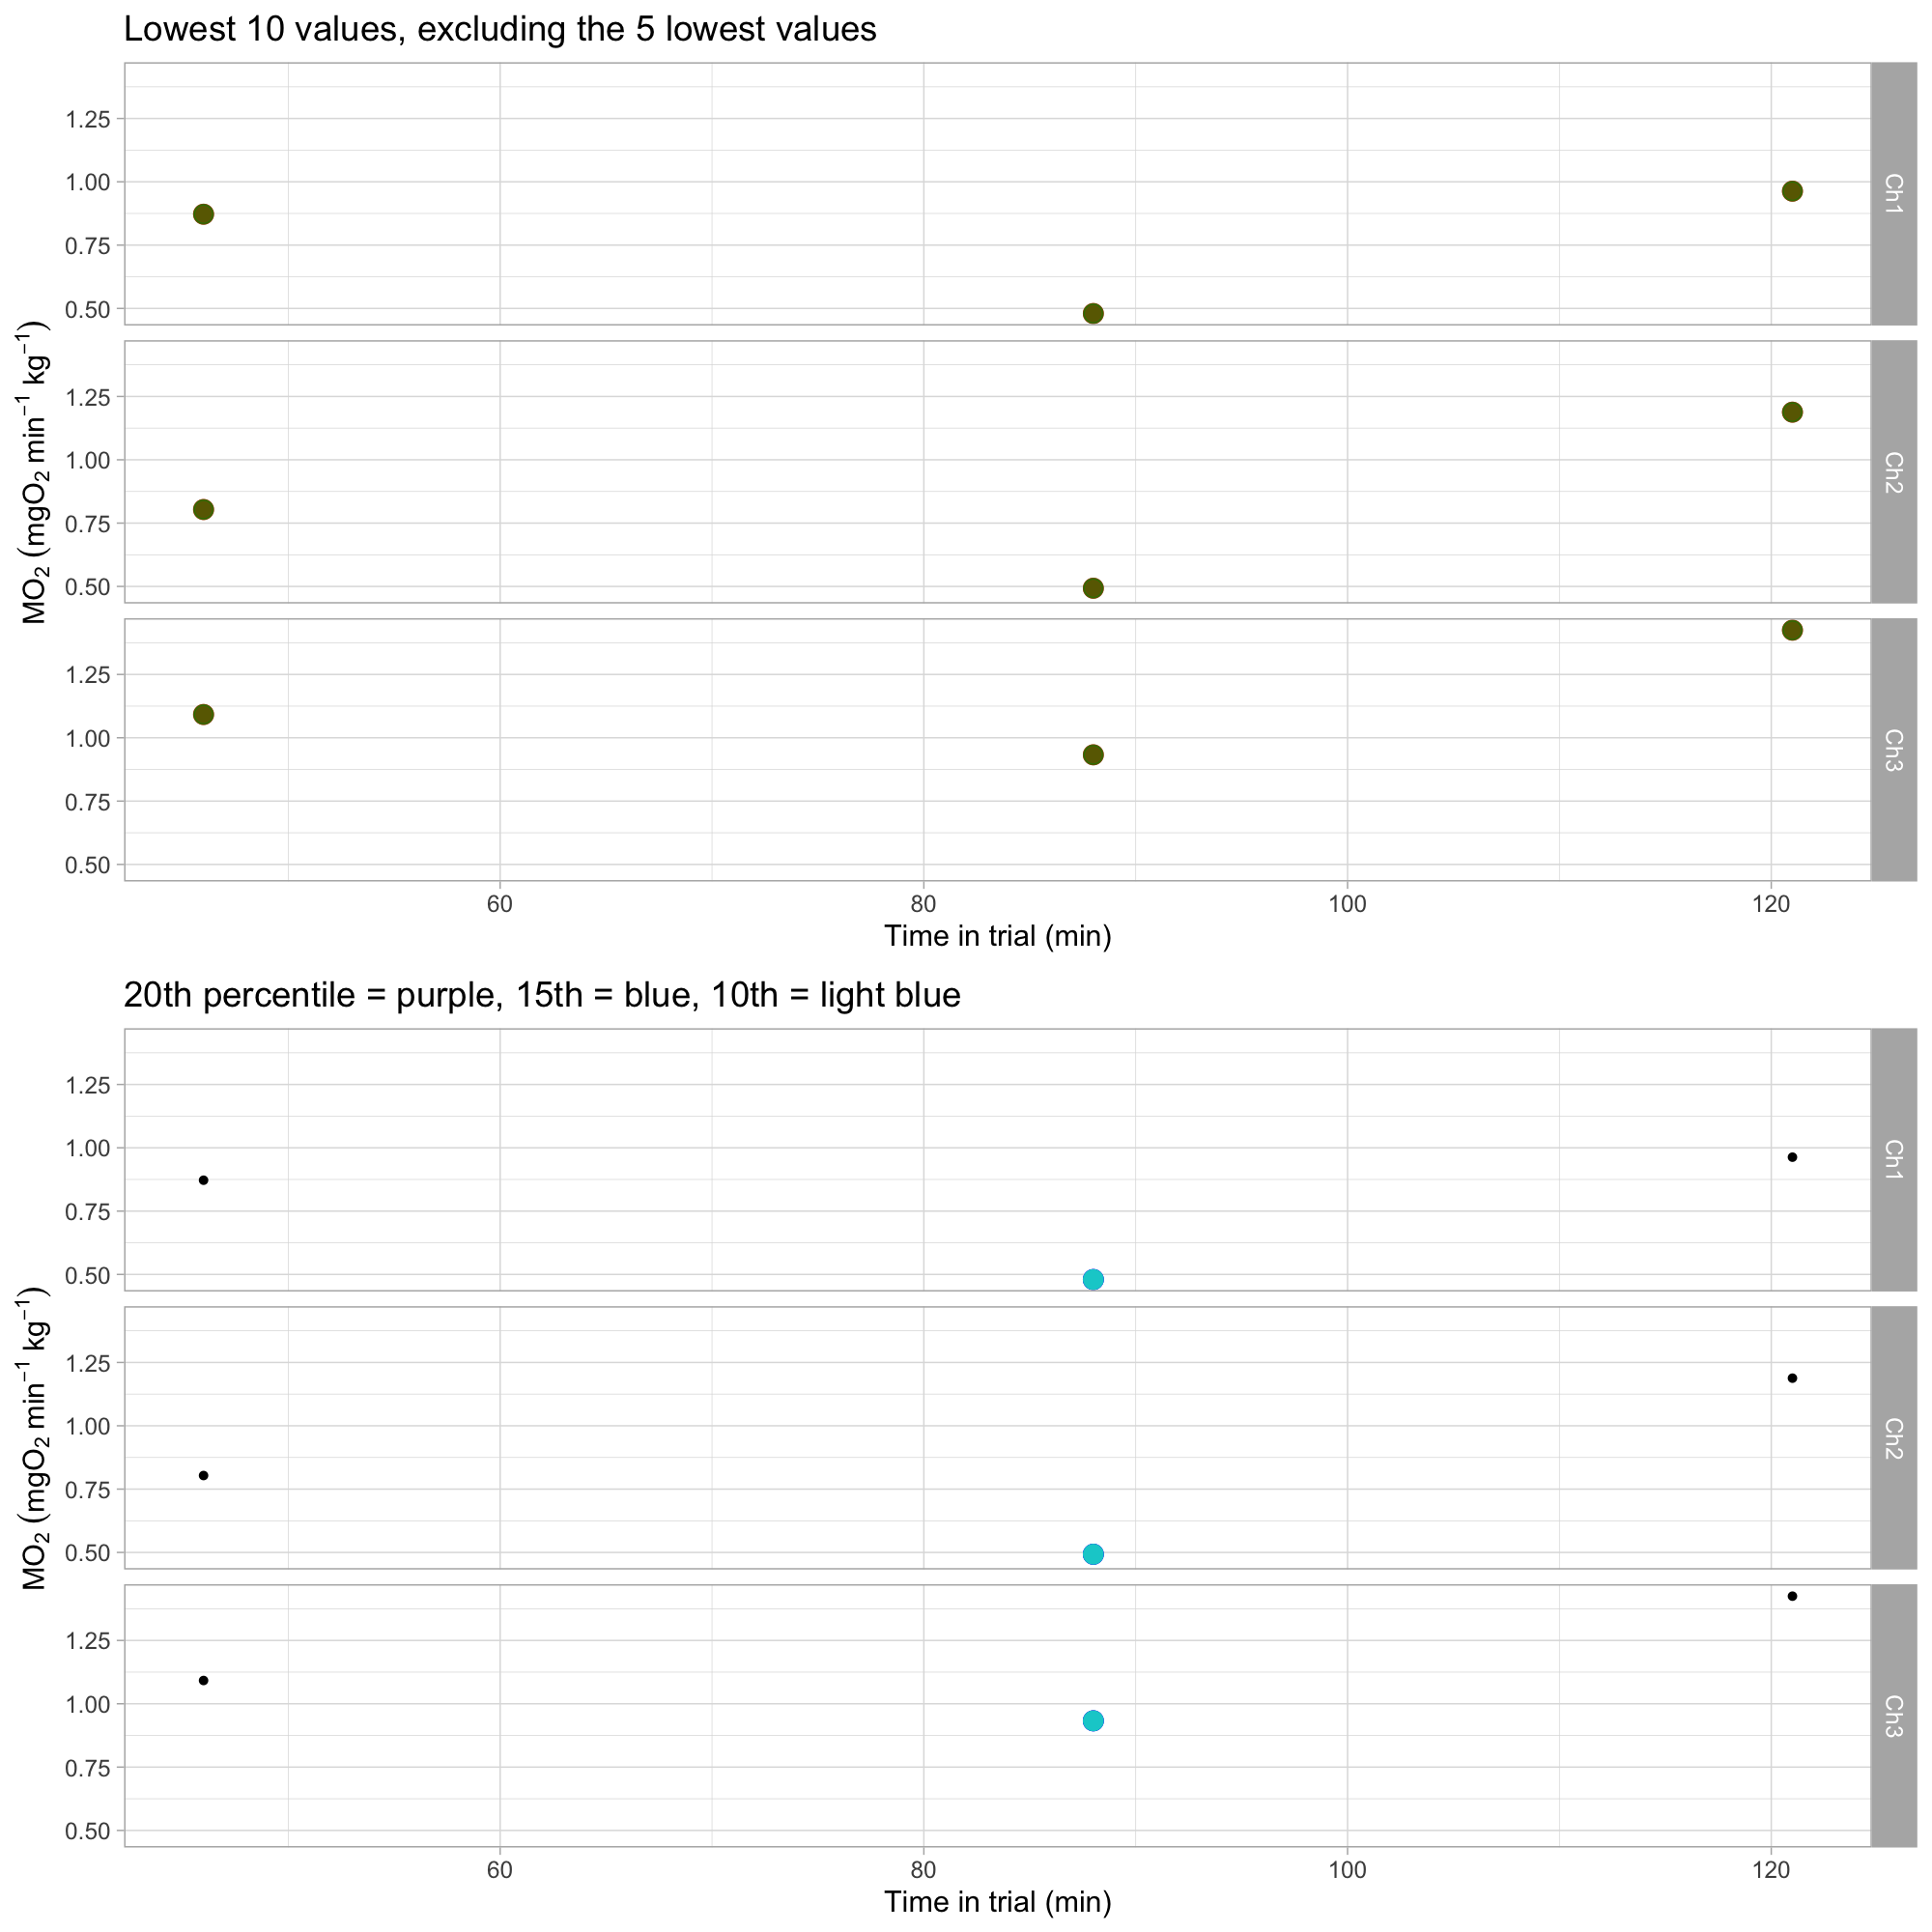 Lowest 10 values, excluding the 5 lowest values
1.25
1.00
0.75
0.50
Ch1
1.25
1.00
0.75
0.50
Ch2
1.25
1.00
0.75
0.50
Ch3
MO₂ (mgO₂ min⁻¹ kg⁻¹)
60 80 100 120
Time in trial (min)
20th percentile = purple, 15th = blue, 10th = light blue
1.25
1.00
0.75
0.50
Ch1
1.25
1.00
0.75
0.50
Ch2
1.25
1.00
0.75
0.50
Ch3
MO₂ (mgO₂ min⁻¹ kg⁻¹)
60 80 100 120
Time in trial (min)